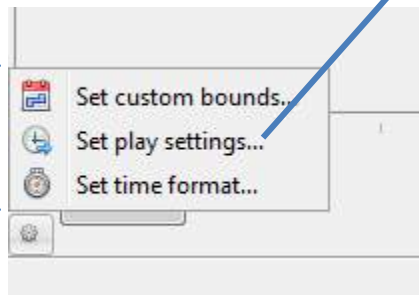 Set custom bounds...
Set play settings...
Set time format...